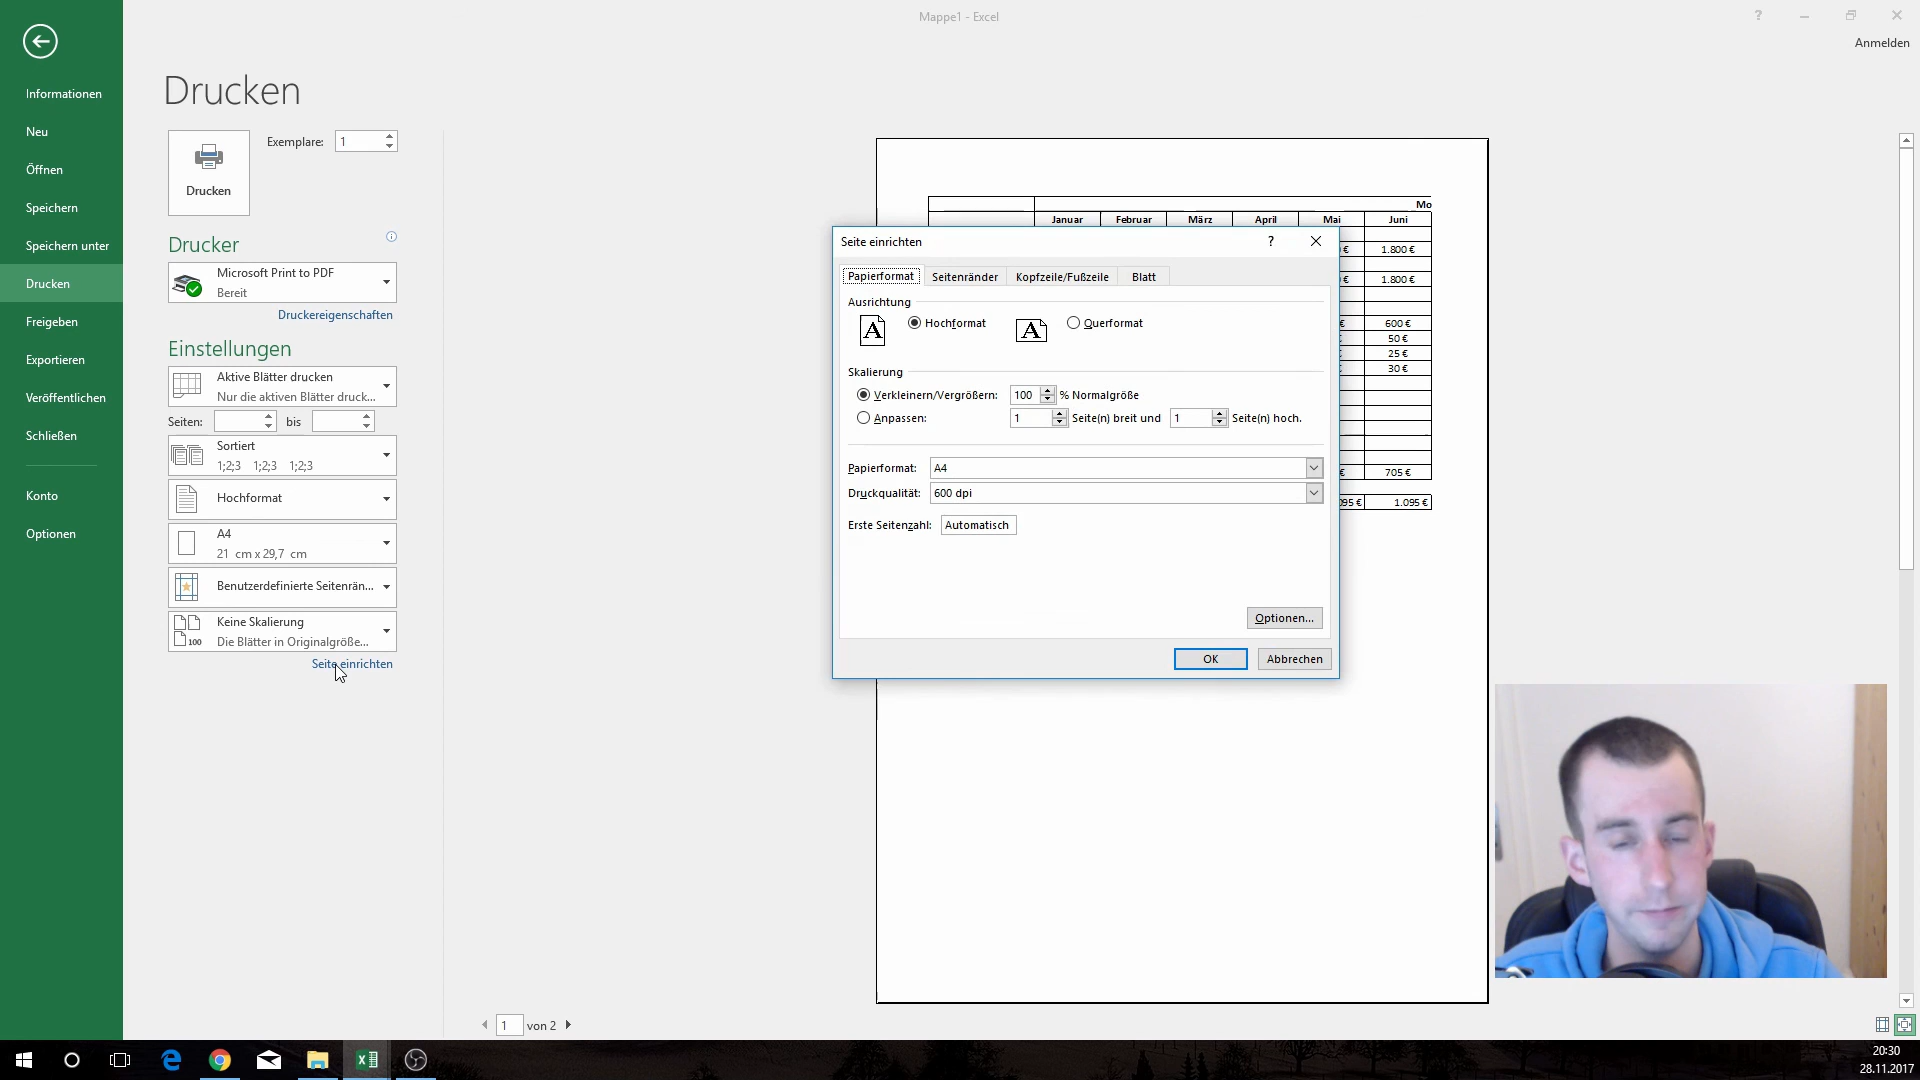 Mappe1 - Excel
?
Anmelden
Informationen
Neu
Öffnen
Speichern
Speichern unter
Drucken
Freigeben
Exportieren
Veröffentlichen
Schließen
Konto
Optionen
Drucken
Drucken
Exemplare: 1
Drucker
Microsoft Print to PDF
Bereit
Druckereigenschaften
Einstellungen
Aktive Blätter drucken
Nur die aktiven Blätter druck...
Seiten: bis
Sortiert
1;2;3 1;2;3 1;2;3
Hochformat
A4
21 cm x 29,7 cm
Benutzerdefinierte Seitenrän...
100
Keine Skalierung
Die Blätter in Originalgröße...
Seite einrichten
Mo
Januar Februar März April Mai Juni
€ 1.800 €
€ 1.800 €
€ 600 €
€ 50 €
€ 25 €
€ 30 €
€ 705 €
095 € 1.095 €
Seite einrichten
?
Papierformat Seitenränder Kopfzeile/Fußzeile Blatt
Ausrichtung
A Hochformat A Querformat
Skalierung
Verkleinern/Vergrößern: 100 % Normalgröße
Anpassen: 1 Seite(n) breit und 1 Seite(n) hoch.
Papierformat: A4
Druckqualität: 600 dpi
Erste Seitenzahl: Automatisch
Optionen...
OK Abbrechen
1 von 2
20:30
28.11.2017